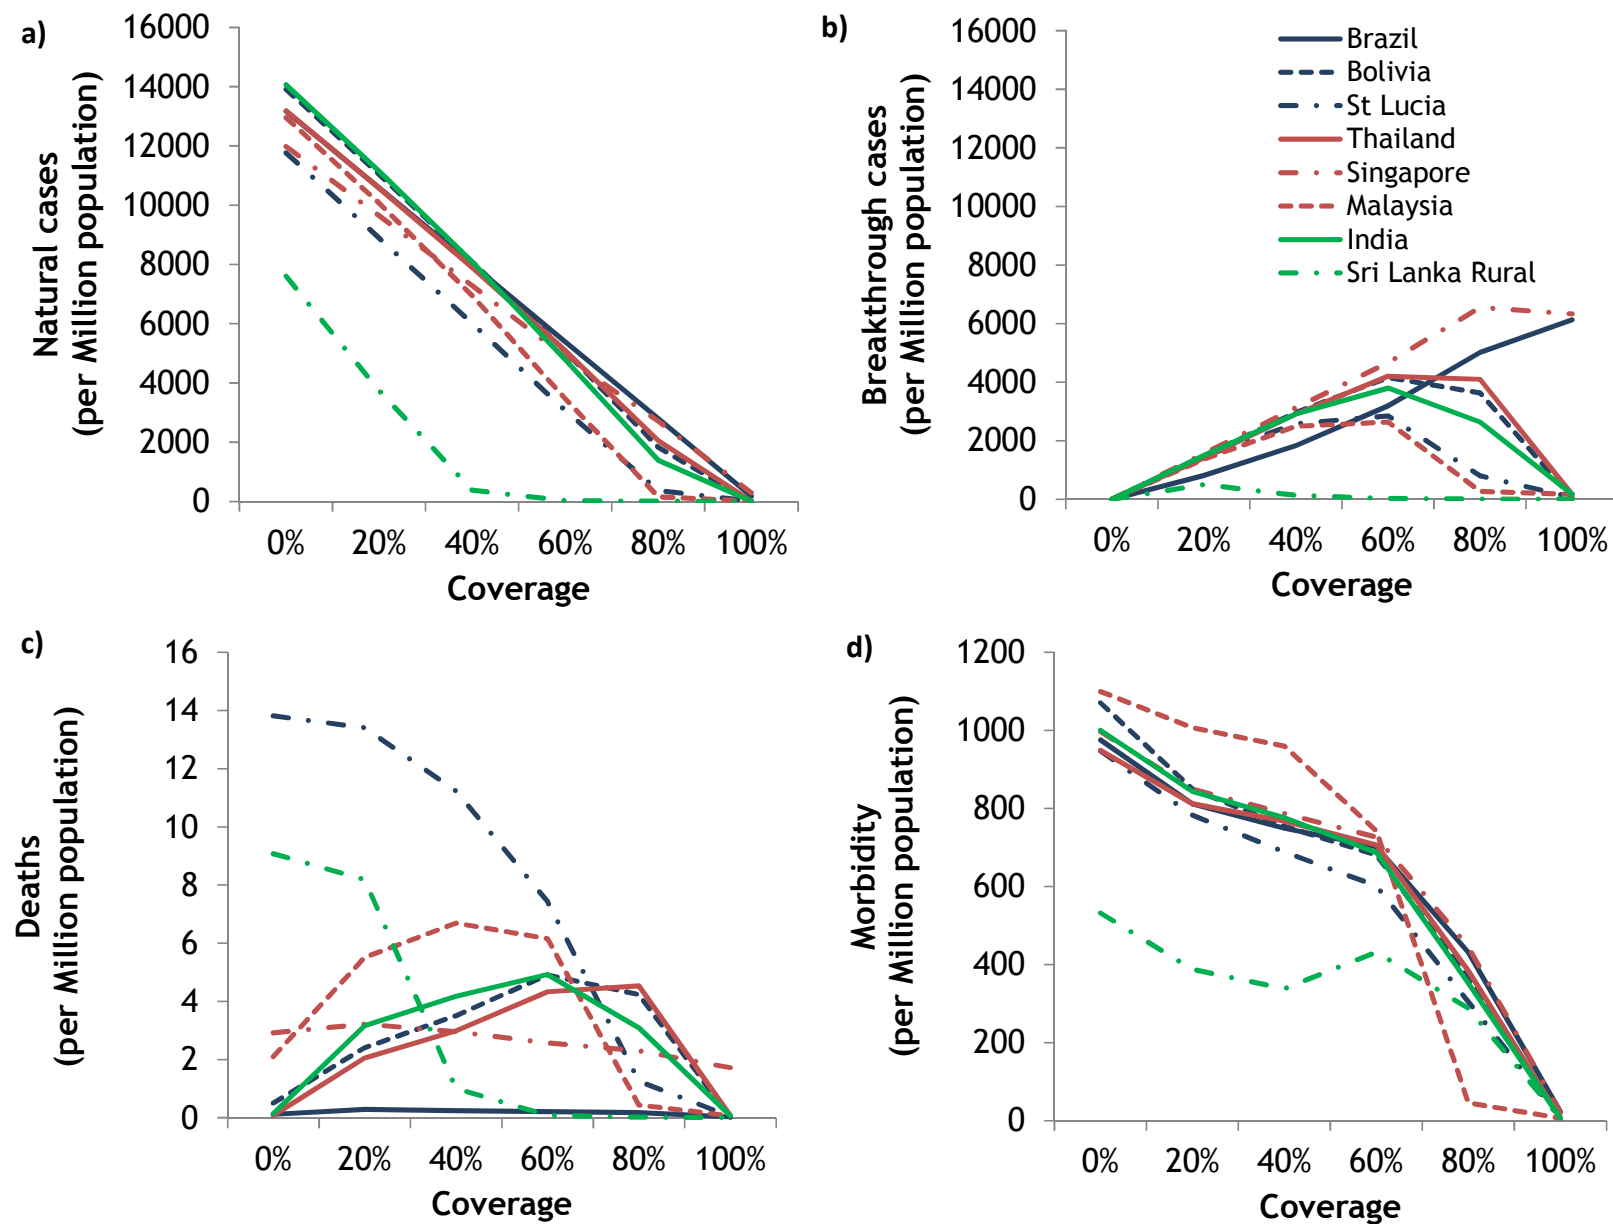 a)
16000
14000
12000
10000
8000
6000
4000
2000
0
Natural cases
(per Million population)
0% 20% 40% 60% 80% 100%
Coverage
b)
16000
14000
12000
10000
8000
6000
4000
2000
0
Breakthrough cases
(per Million population)
Brazil
Bolivia
St Lucia
Thailand
Singapore
Malaysia
India
Sri Lanka Rural
0% 20% 40% 60% 80% 100%
Coverage
c)
16
14
12
10
8
6
4
2
0
Deaths
(per Million population)
0% 20% 40% 60% 80% 100%
Coverage
d)
1200
1000
800
600
400
200
0
Morbidity
(per Million population)
0% 20% 40% 60% 80% 100%
Coverage